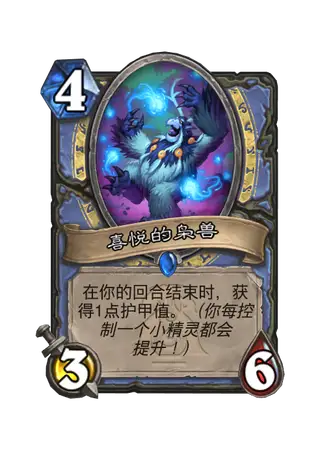 4
喜悦的枭兽
在你的回合结束时，获
得1点护甲值。（你每控
制一个小精灵都会
提升！）
3
6